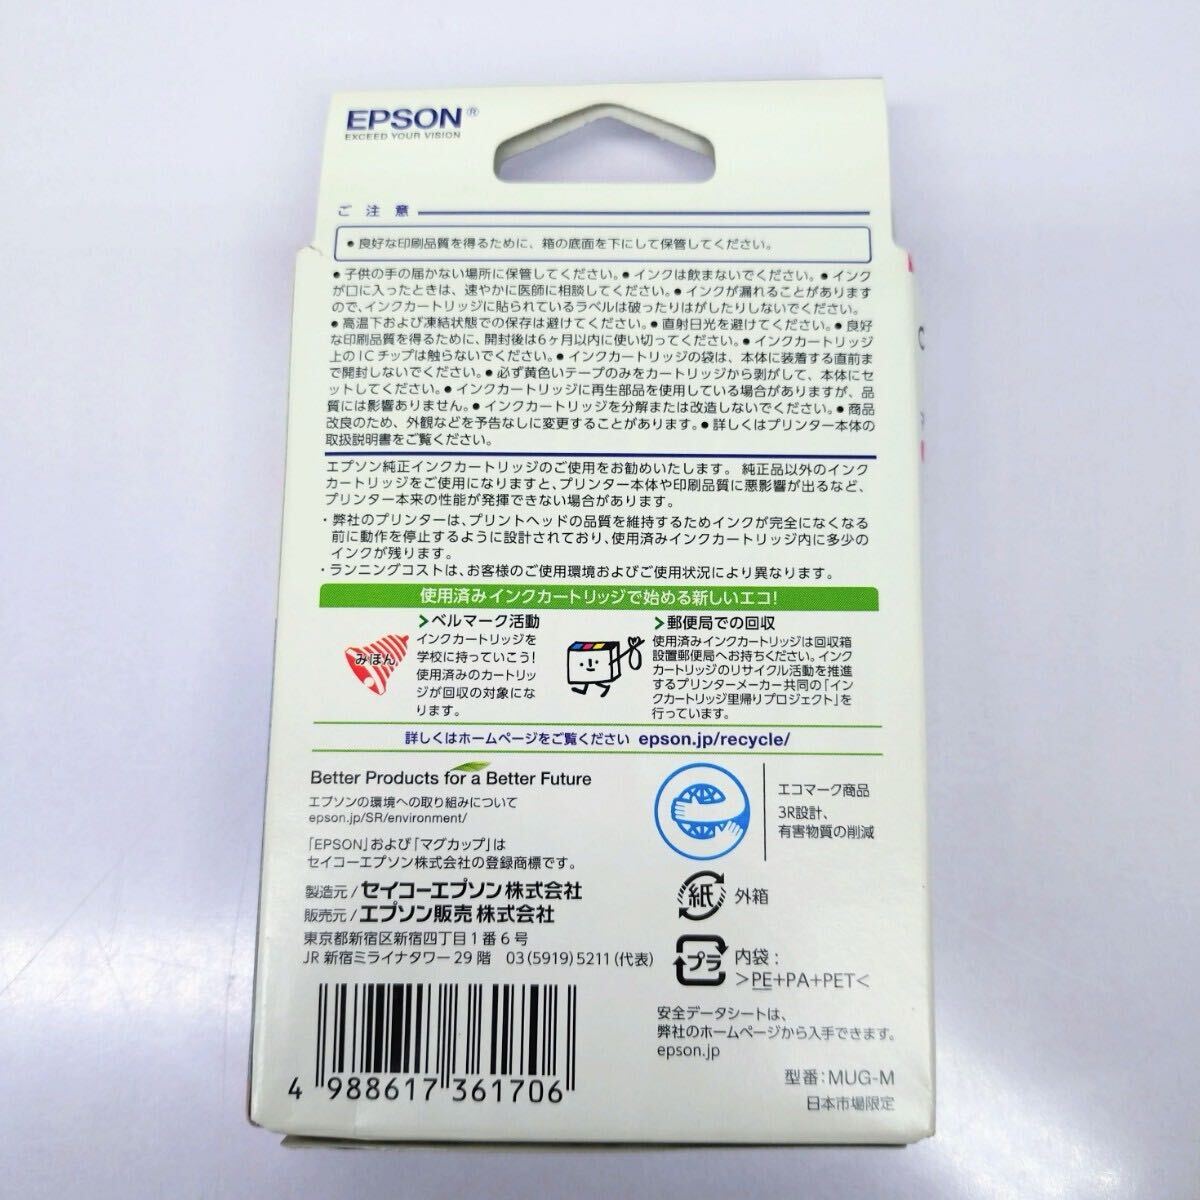 EPSON®
EXCEED YOUR VISION
ご注意
●良好な印刷品質を得るために、箱の底面を下にして保管してください。
●子供の手の届かない場所に保管してください。●インクは飲まないでください。●インク
が口に入ったときは、速やかに医師に相談してください。●インクが漏れることがあります
ので、インクカートリッジに貼られているラベルは破ったりはがしたりしないでください。
●高温下および凍結状態での保存は避けてください。●直射日光を避けてください。●良好
な印刷品質を得るために、開封後は6ヶ月以内に使い切ってください。●インクカートリッジ
上のICチップは触らないでください。●インクカートリッジの袋は、本体に装着する直前ま
で開封しないでください。●必ず黄色いテープのみをカートリッジから剥がして、本体にセ
ットしてください。●インクカートリッジに再生部品を使用している場合がありますが、品
質には影響ありません。●インクカートリッジを分解または改造しないでください。●商品
改良のため、外観などを予告なしに変更することがあります。●詳しくはプリンター本体の
取扱説明書をご覧ください。
エプソン純正インクカートリッジのご使用をお勧めいたします。純正品以外のインク
カートリッジをご使用になりますと、プリンター本体や印刷品質に悪影響が出るなど、
プリンター本来の性能が発揮できない場合があります。
・弊社のプリンターは、プリントヘッドの品質を維持するためインクが完全になくなる
前に動作を停止するように設計されており、使用済みインクカートリッジ内に多少の
インクが残ります。
・ランニングコストは、お客様のご使用環境およびご使用状況により異なります。
使用済みインクカートリッジで始める新しいエコ!
みほん
>ベルマーク活動
インクカートリッジを
学校に持っていこう!
使用済みのカートリッ
ジが回収の対象にな
ります。
>郵便局での回収
使用済みインクカートリッジは回収箱
設置郵便局へお持ちください。インク
カートリッジのリサイクル活動を推進
するプリンターメーカー共同の「イン
クカートリッジ里帰りプロジェクト」を
行っています。
詳しくはホームページをご覧ください epson.jp/recycle/
Better Products for a Better Future
エプソンの環境への取り組みについて
epson.jp/SR/environment/
「EPSON」および「マグカップ」は
セイコーエプソン株式会社の登録商標です。
製造元/セイコーエプソン株式会社
販売元/エプソン販売株式会社
東京都新宿区新宿四丁目1番6号
JR新宿ミライナタワー29階 03(5919)5211(代表)
4 988617 361706
エコマーク商品
3R設計、
有害物質の削減
紙 外箱
プラ 内袋:
>PE+PA+PET<
安全データシートは、
弊社のホームページから入手できます。
epson.jp
型番:MUG-M
日本市場限定